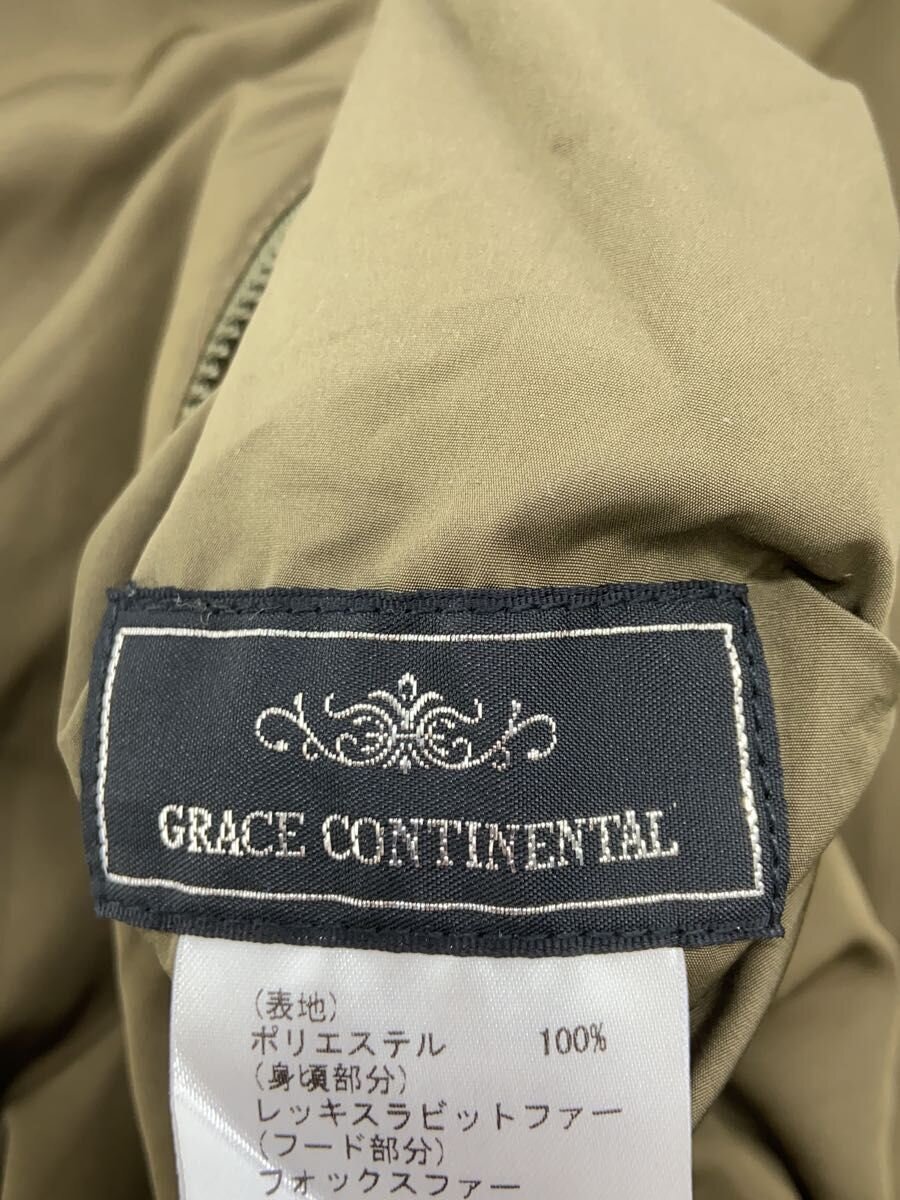 GRACE CONTINENTAL
(表地)
ポリエステル 100%
(身頃部分)
レッキスラビットファー
(フード部分)
フォックスファー